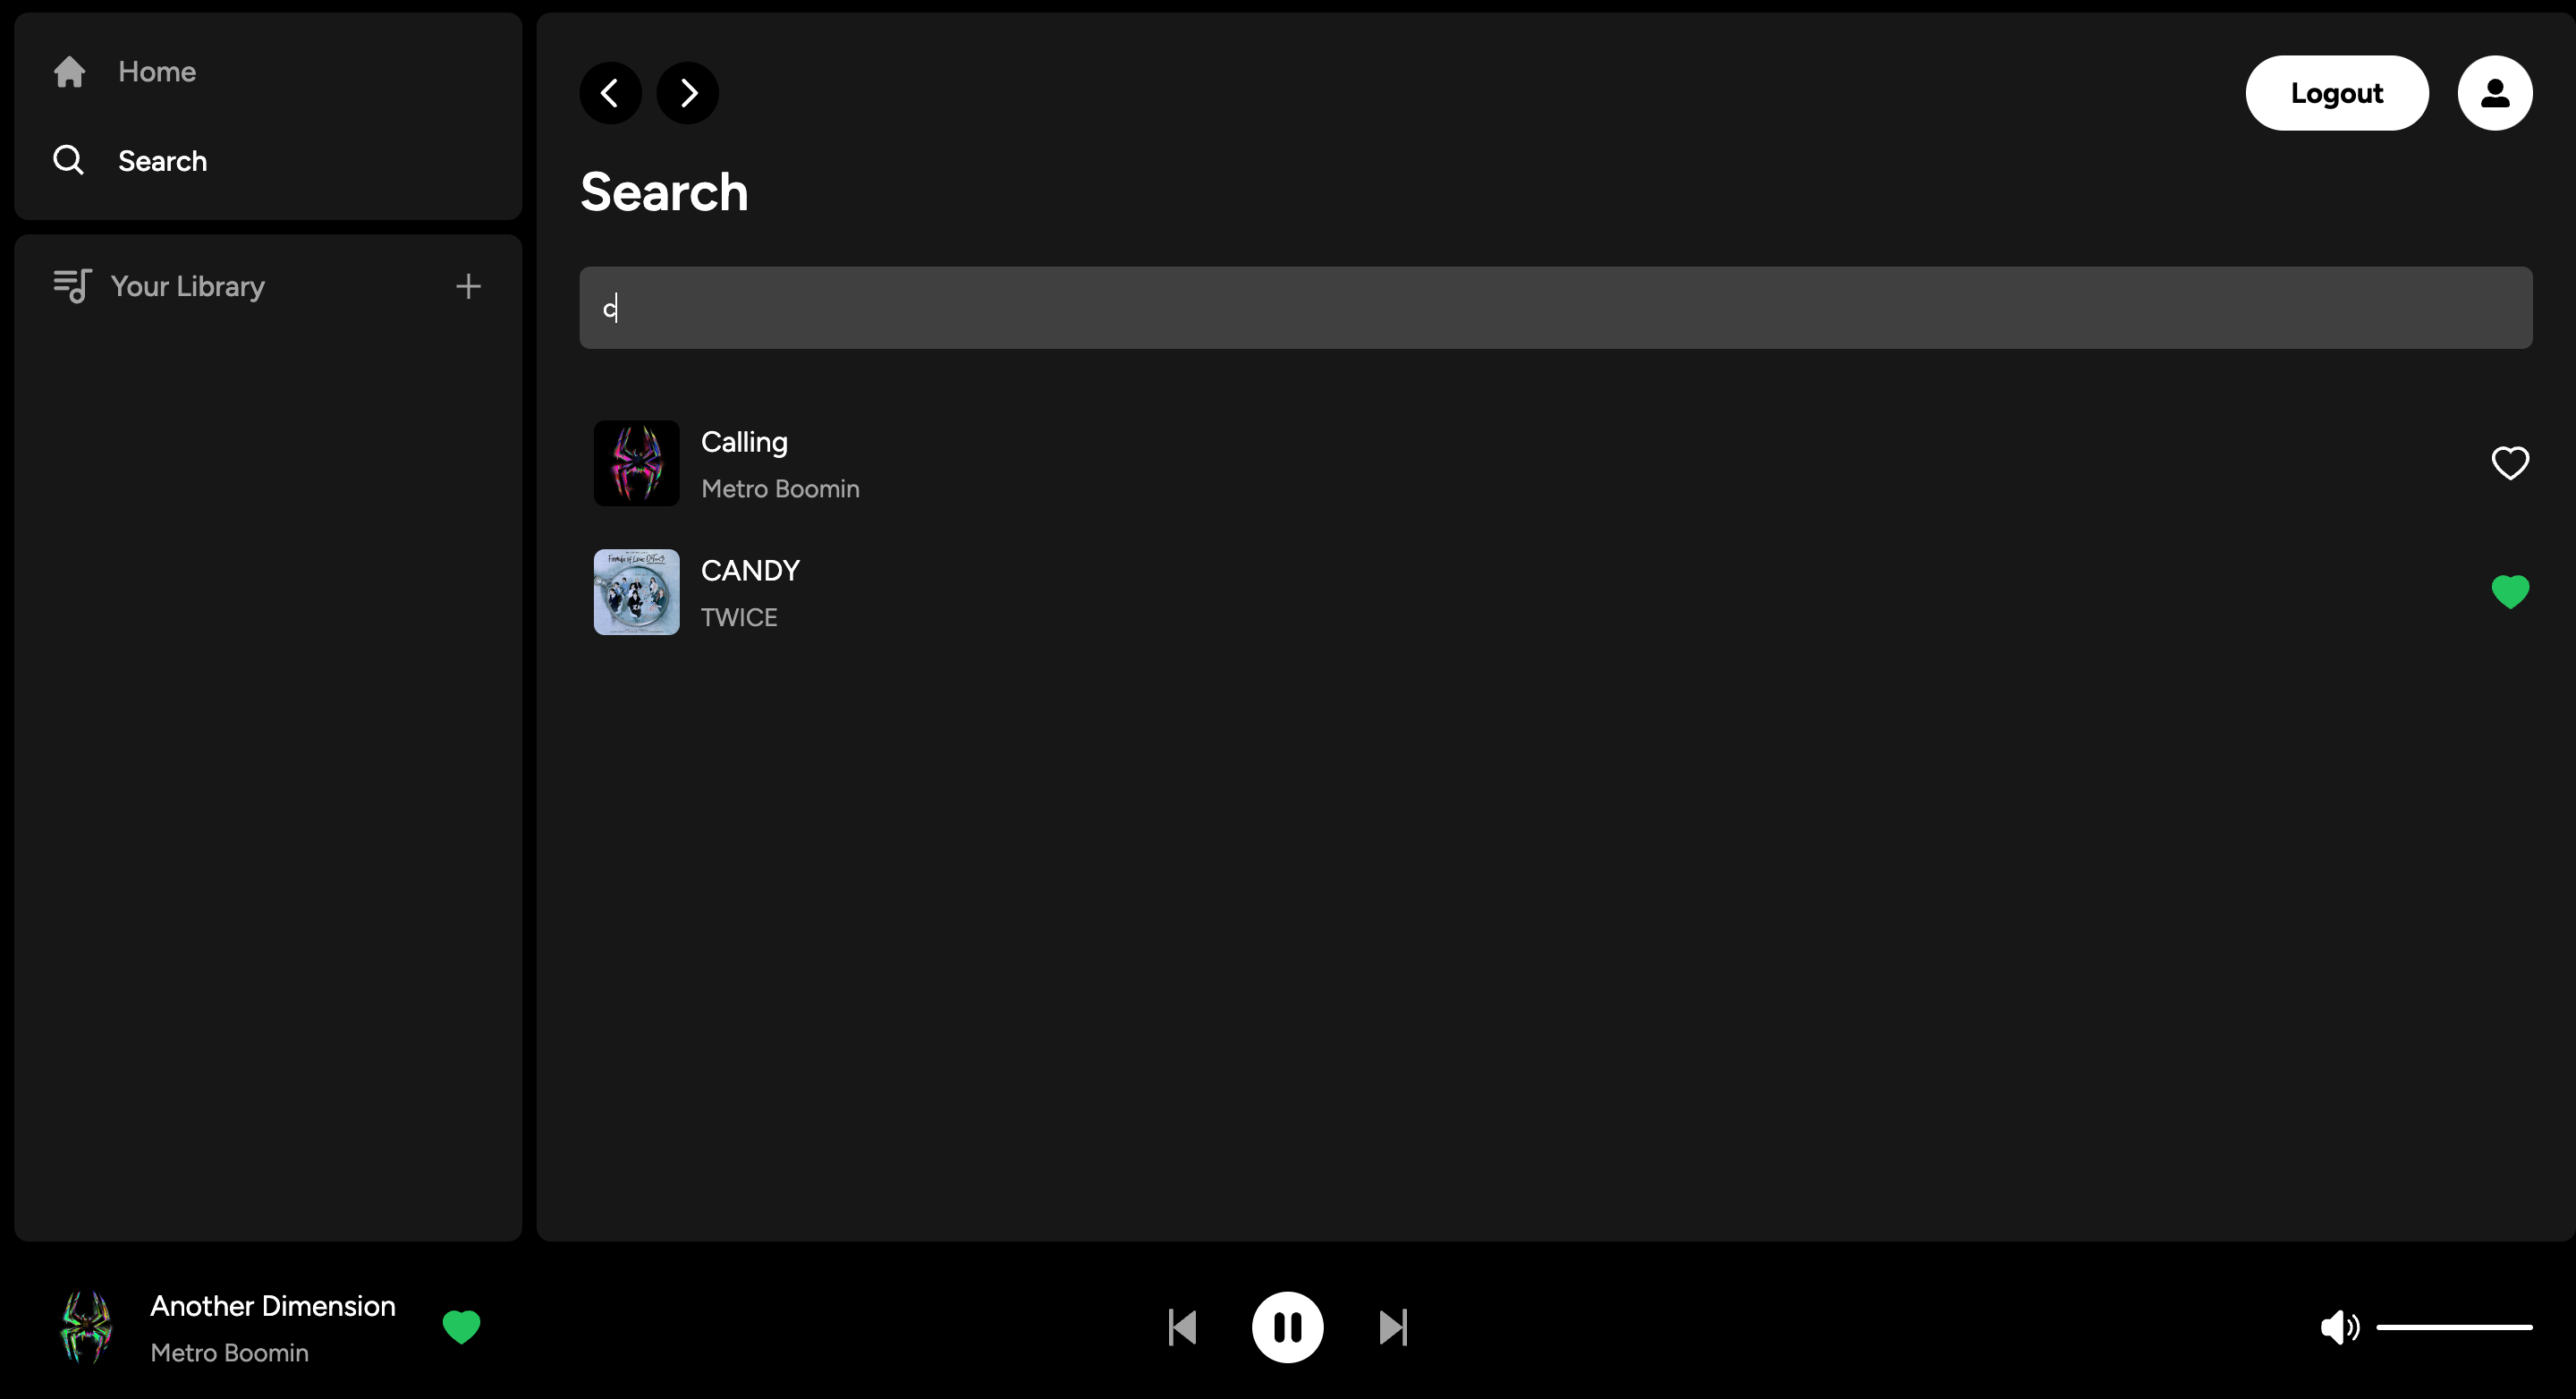 Home
Search
Your Library
Logout
Search
c
Calling
Metro Boomin
CANDY
TWICE
Another Dimension
Metro Boomin